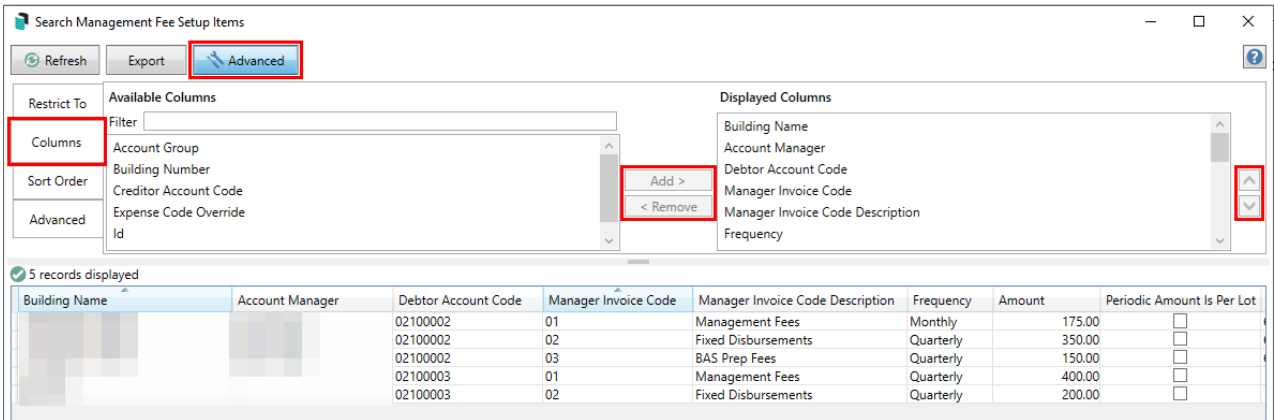 Search Management Fee Setup Items
Refresh Export Advanced
Restrict To
Columns
Sort Order
Advanced
Available Columns
Filter
Account Group
Building Number
Creditor Account Code
Expense Code Override
Id
Add >
< Remove
Displayed Columns
Building Name
Account Manager
Debtor Account Code
Manager Invoice Code
Manager Invoice Code Description
Frequency
5 records displayed
Building Name Account Manager Debtor Account Code Manager Invoice Code Manager Invoice Code Description Frequency Amount Periodic Amount Is Per Lot
02100002 01 Management Fees Monthly 175.00
02100002 02 Fixed Disbursements Quarterly 350.00
02100002 03 BAS Prep Fees Quarterly 150.00
02100003 01 Management Fees Quarterly 400.00
02100003 02 Fixed Disbursements Quarterly 200.00